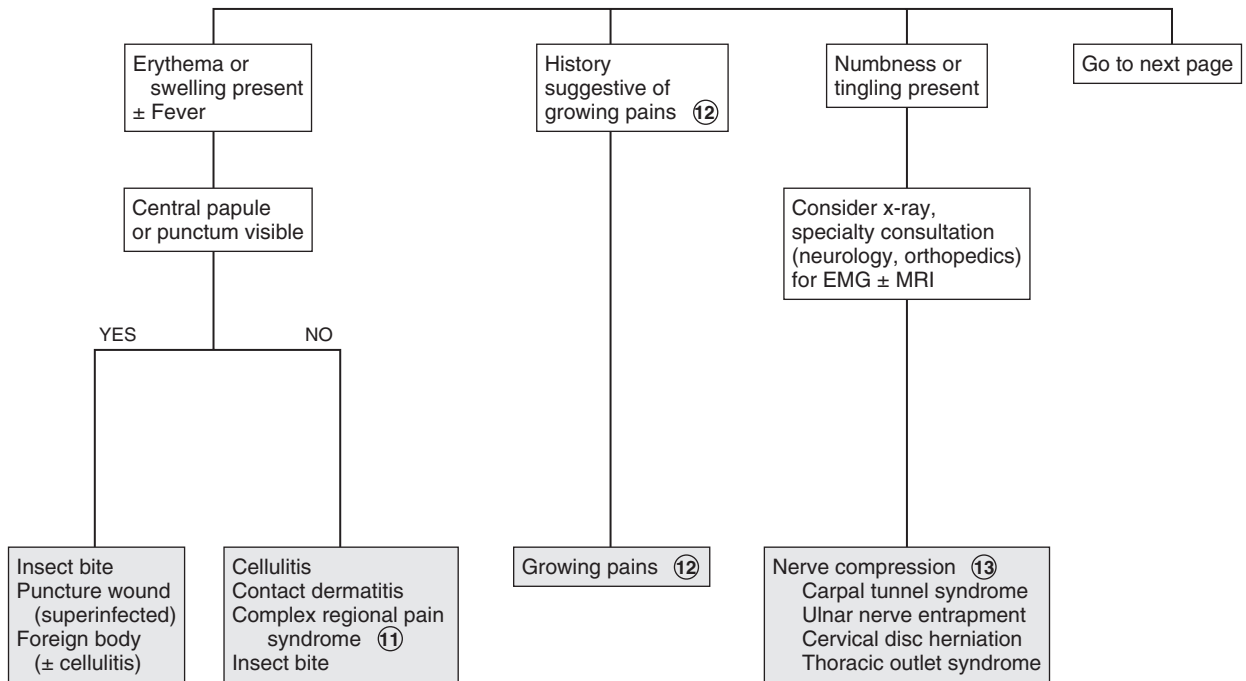 Erythema or
swelling present
± Fever
History
suggestive of
growing pains ⑫
Numbness or
tingling present
Go to next page
Central papule
or punctum visible
Consider x-ray,
specialty consultation
(neurology, orthopedics)
for EMG ± MRI
YES
NO
Insect bite
Puncture wound
(superinfected)
Foreign body
(± cellulitis)
Cellulitis
Contact dermatitis
Complex regional pain
syndrome ⑪
Insect bite
Growing pains ⑫
Nerve compression ⑬
Carpal tunnel syndrome
Ulnar nerve entrapment
Cervical disc herniation
Thoracic outlet syndrome